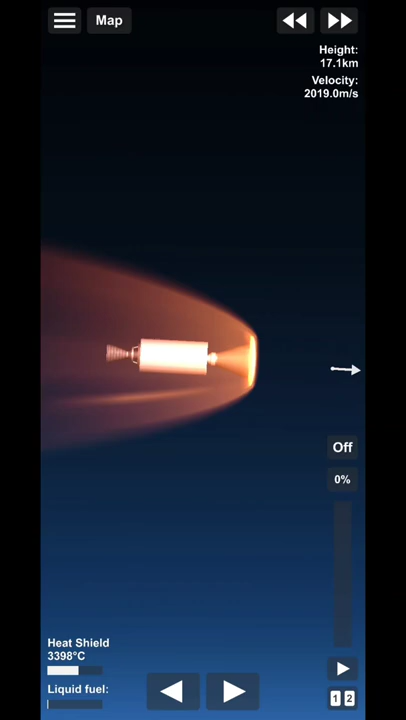 Map
Height:
17.1km
Velocity:
2019.0m/s
Off
0%
Heat Shield
3398°C
Liquid fuel:
1 2